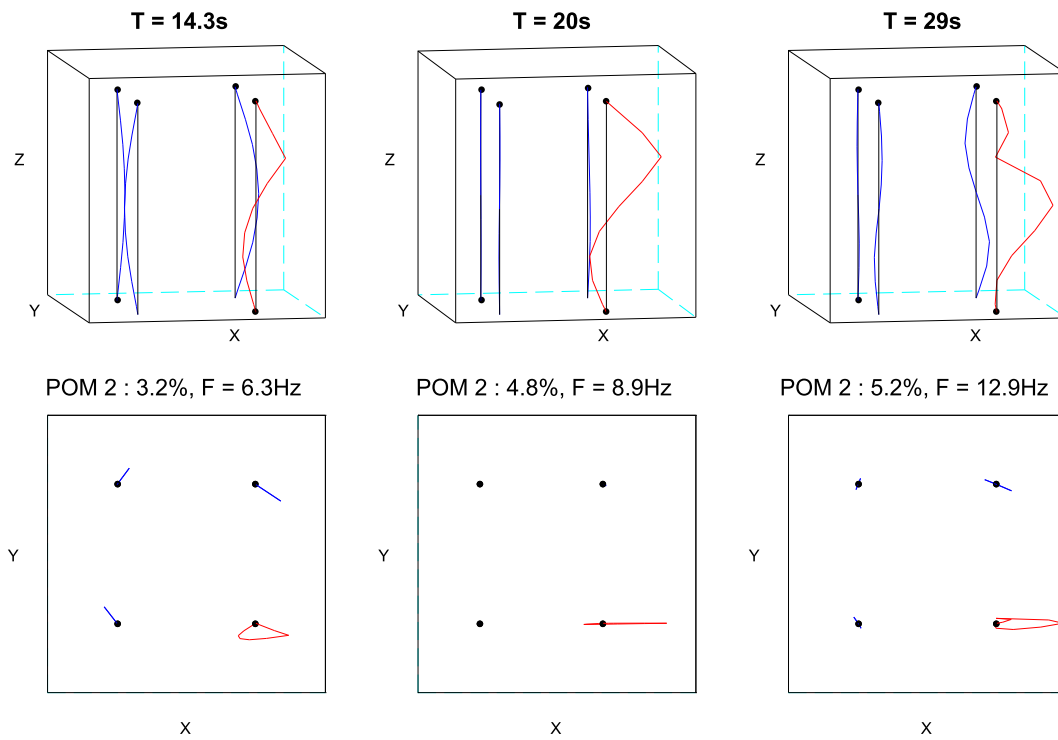 T = 14.3s
T = 20s
T = 29s
Z
Z
Z
Y
Y
Y
X
X
X
POM 2 : 3.2%, F = 6.3Hz
POM 2 : 4.8%, F = 8.9Hz
POM 2 : 5.2%, F = 12.9Hz
Y
Y
Y
X
X
X